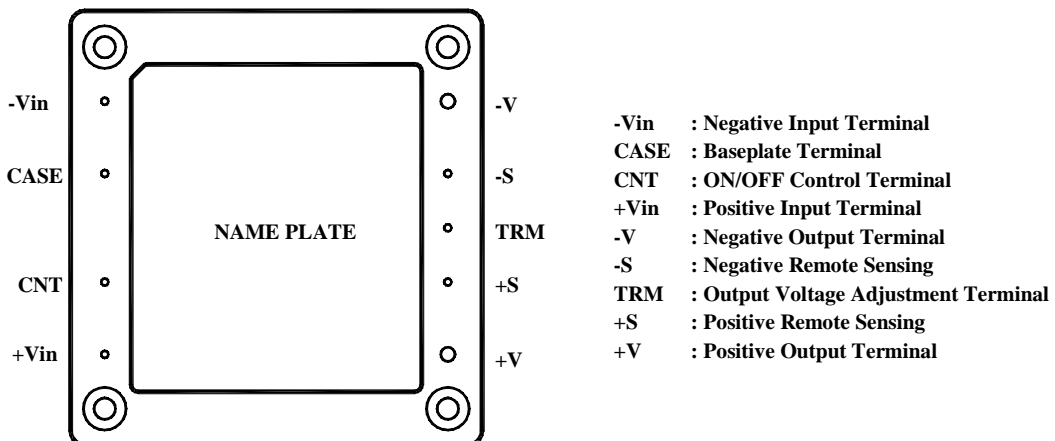 -Vin
CASE
CNT
+Vin
NAME PLATE
-V
-S
TRM
+S
+V
-Vin : Negative Input Terminal
CASE : Baseplate Terminal
CNT : ON/OFF Control Terminal
+Vin : Positive Input Terminal
-V : Negative Output Terminal
-S : Negative Remote Sensing
TRM : Output Voltage Adjustment Terminal
+S : Positive Remote Sensing
+V : Positive Output Terminal